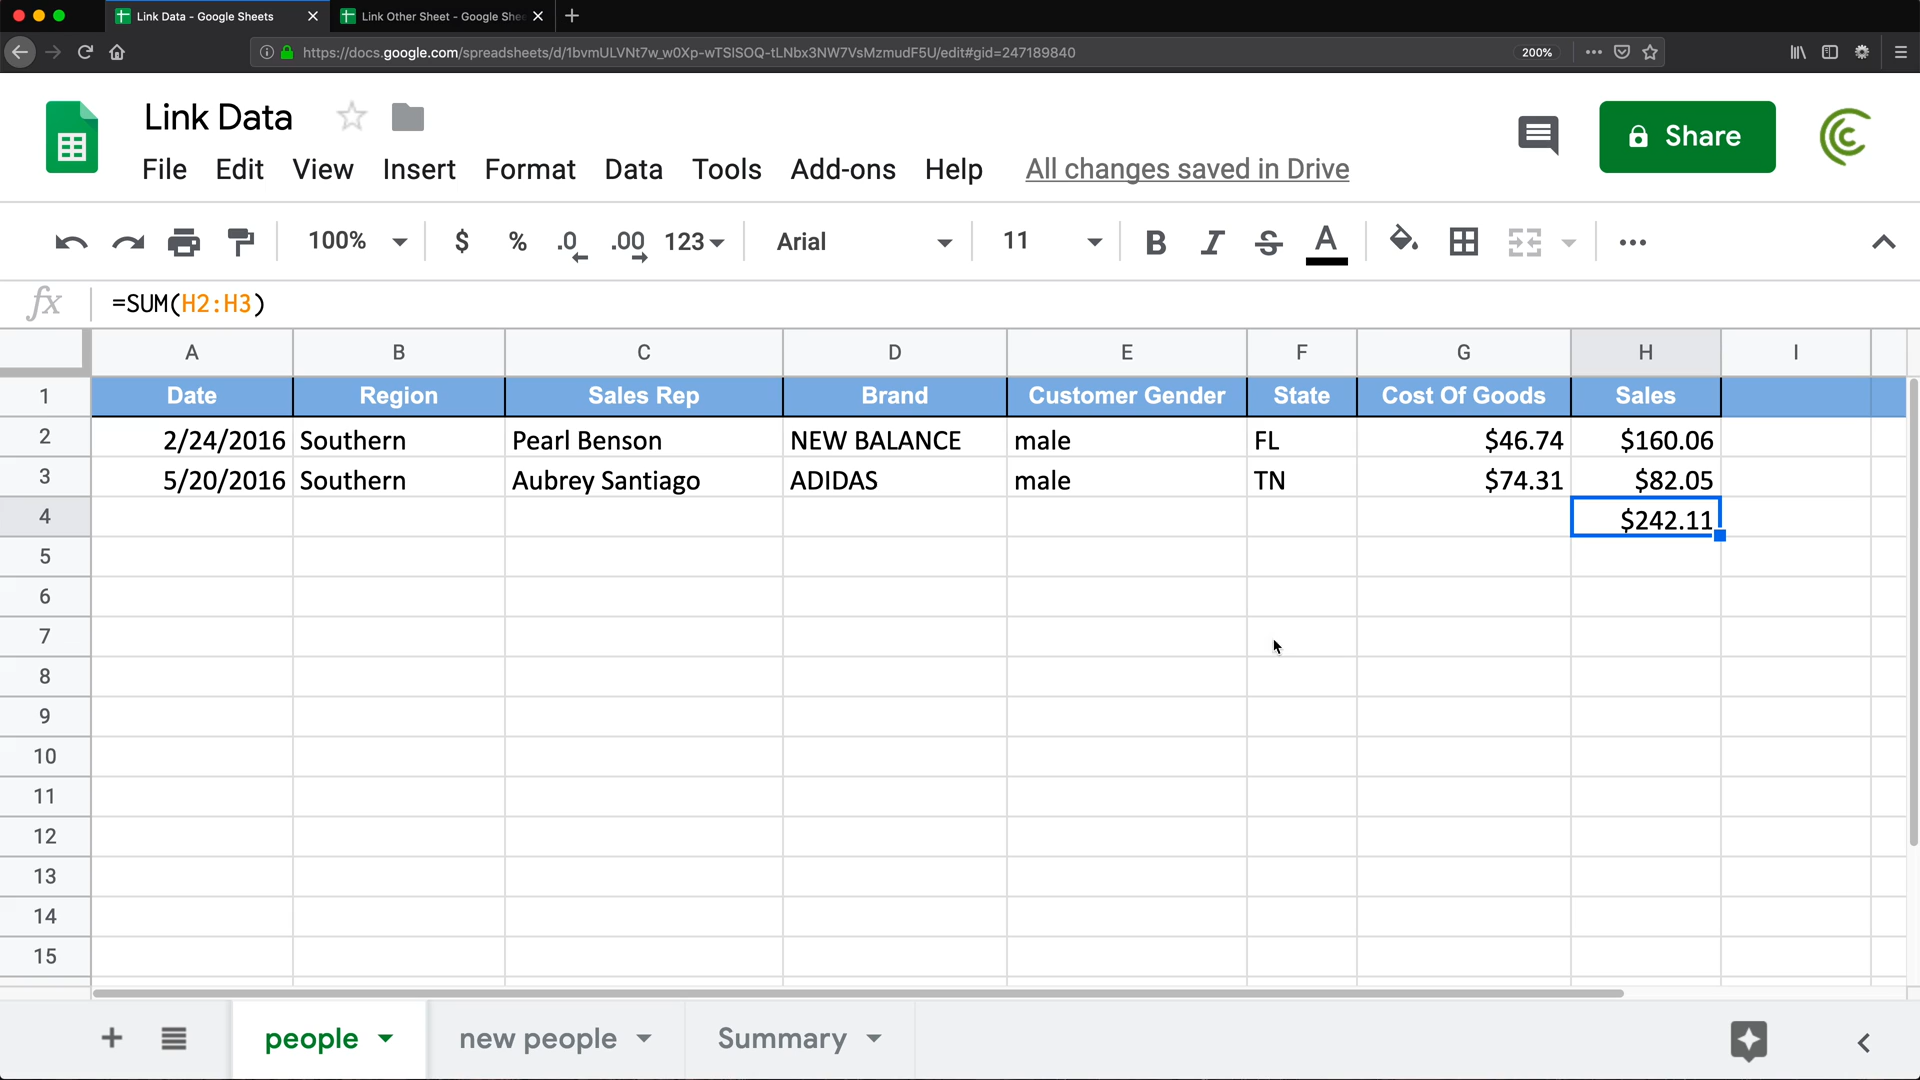 Link Data - Google Sheets
Link Other Sheet - Google She
https://docs.google.com/spreadsheets/d/1bvmULVNt7w_w0Xp-wTSlSOQ-tLNbx3NW7VsMzmudF5U/edit#gid=247189840
200%
Link Data
Share
File Edit View Insert Format Data Tools Add-ons Help All changes saved in Drive
100% $ % .0 .00 123 Arial 11 B I S A
fx =SUM(H2:H3)
A B C D E F G H I
1 Date Region Sales Rep Brand Customer Gender State Cost Of Goods Sales
2 2/24/2016 Southern Pearl Benson NEW BALANCE male FL $46.74 $160.06
3 5/20/2016 Southern Aubrey Santiago ADIDAS male TN $74.31 $82.05
4 $242.11
5
6
7
8
9
10
11
12
13
14
15
people new people Summary